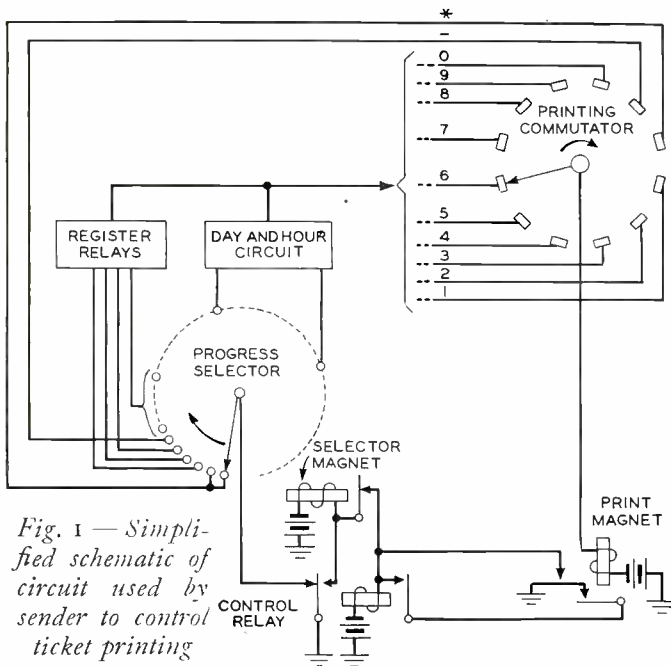 *
–
0
9
8
7
6
5
4
3
2
1
PRINTING
COMMUTATOR
REGISTER
RELAYS
DAY AND HOUR
CIRCUIT
PROGRESS
SELECTOR
SELECTOR
MAGNET
PRINT
MAGNET
CONTROL
RELAY
Fig. 1 — Simpli-
fied schematic of
circuit used by
sender to control
ticket printing